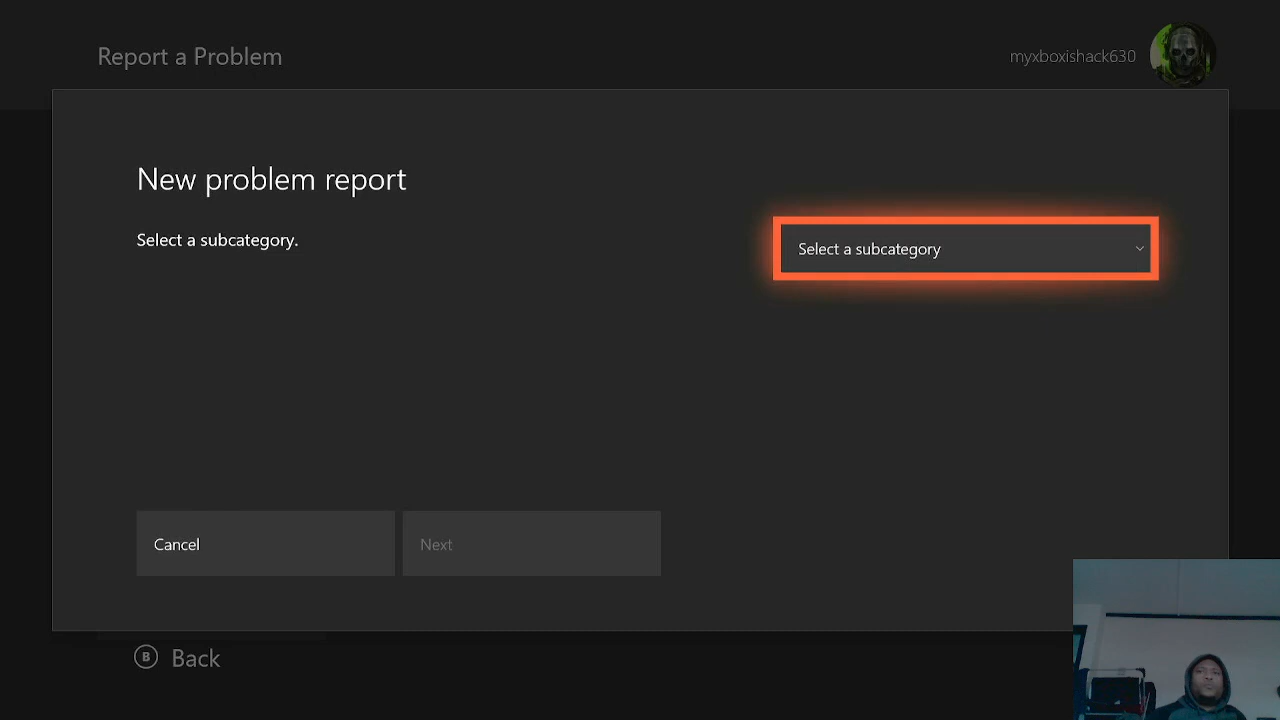 Report a Problem
myxboxishack630
New problem report
Select a subcategory.
Select a subcategory
Cancel
Next
B Back